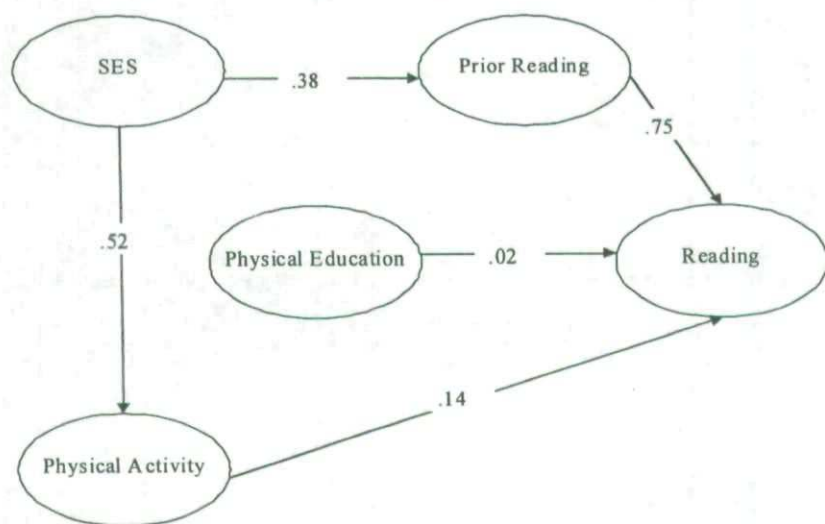 SES
Prior Reading
.38
.75
.52
Physical Education
.02
Reading
.14
Physical Activity